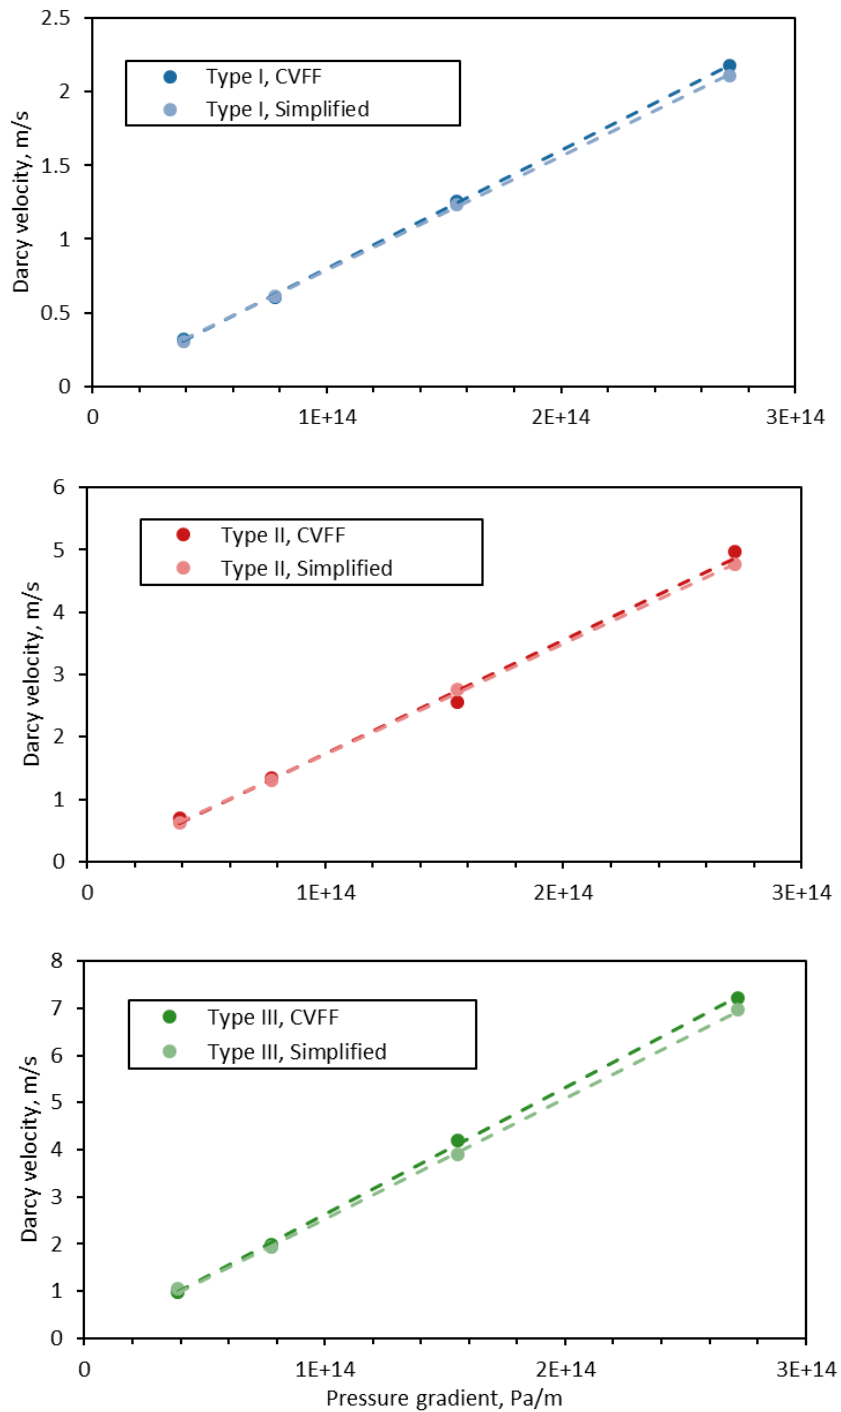 2.5
2
1.5
1
0.5
0
Darcy velocity, m/s
Type I, CVFF
Type I, Simplified
0 1E+14 2E+14 3E+14
6
5
4
3
2
1
0
Darcy velocity, m/s
Type II, CVFF
Type II, Simplified
0 1E+14 2E+14 3E+14
8
7
6
5
4
3
2
1
0
Darcy velocity, m/s
Type III, CVFF
Type III, Simplified
0 1E+14 2E+14 3E+14
Pressure gradient, Pa/m